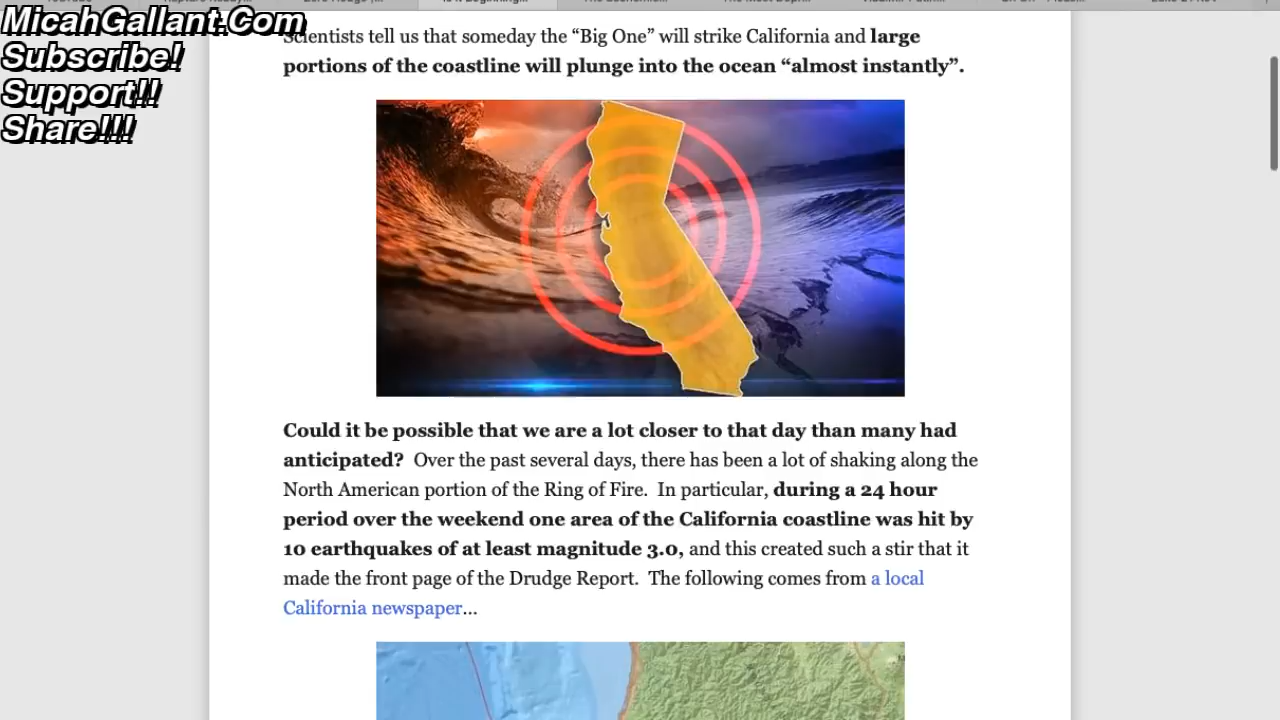 MicahGallant.Com
Subscribe!
Support!!
Share!!!
Scientists tell us that someday the “Big One” will strike California and large
portions of the coastline will plunge into the ocean “almost instantly”.
Could it be possible that we are a lot closer to that day than many had
anticipated?  Over the past several days, there has been a lot of shaking along the
North American portion of the Ring of Fire.  In particular, during a 24 hour
period over the weekend one area of the California coastline was hit by
10 earthquakes of at least magnitude 3.0, and this created such a stir that it
made the front page of the Drudge Report.  The following comes from a local
California newspaper…